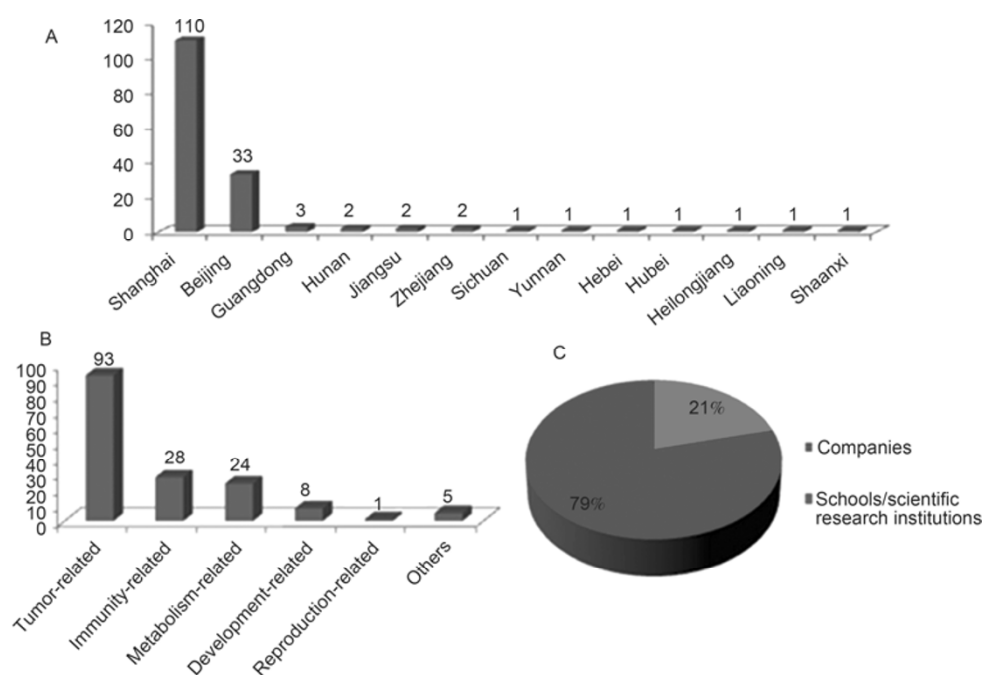 A
120
100
80
60
40
20
0
110
33
3
2
2
2
1
1
1
1
1
1
1
Shanghai
Beijing
Guangdong
Hunan
Jiangsu
Zhejiang
Sichuan
Yunnan
Hebei
Hubei
Heilongjiang
Liaoning
Shaanxi
B
100
90
80
70
60
50
40
30
20
10
0
93
28
24
8
1
5
Tumor-related
Immunity-related
Metabolism-related
Development-related
Reproduction-related
Others
C
21%
79%
Companies
Schools/scientific
research institutions